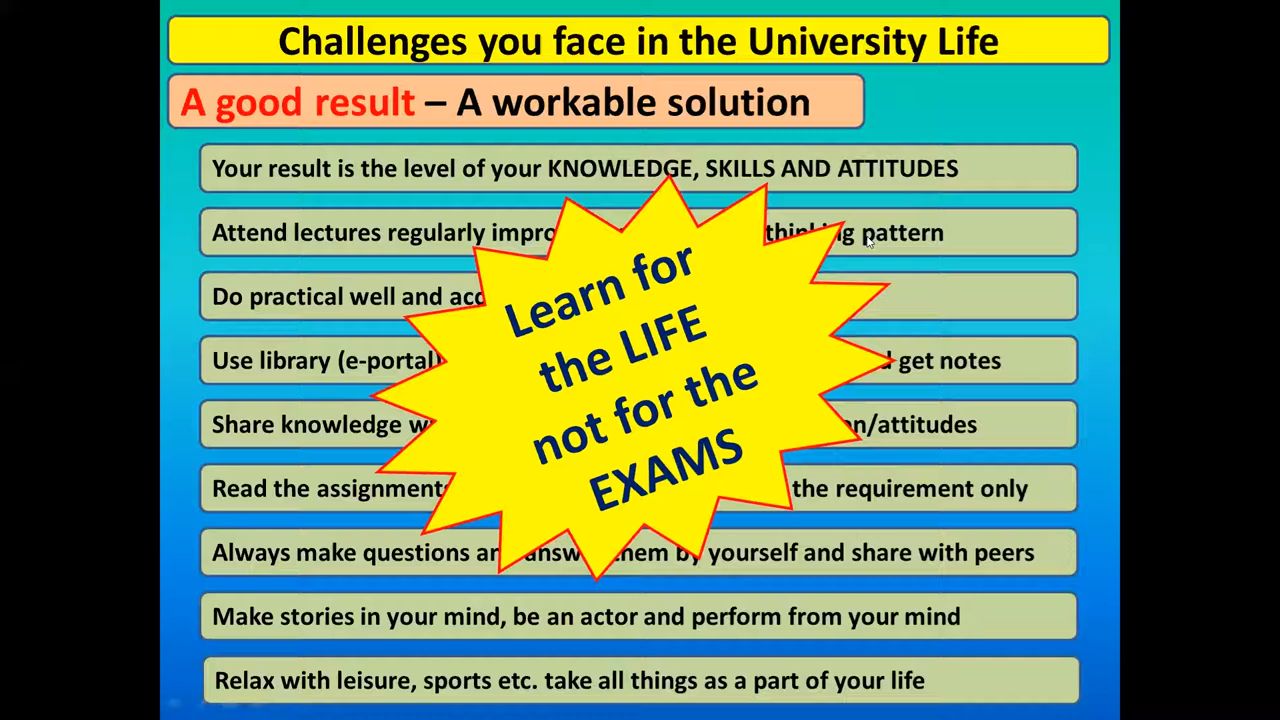 Challenges you face in the University Life
A good result – A workable solution
Your result is the level of your KNOWLEDGE, SKILLS AND ATTITUDES
Attend lectures regularly thinking pattern
Do practical well and
Use library (e-portal) get notes
Share knowledge /attitudes
Read the assignments the requirement only
Always make questions and answer them by yourself and share with peers
Make stories in your mind, be an actor and perform from your mind
Relax with leisure, sports etc. take all things as a part of your life
Learn for
the LIFE
not for the
EXAMS